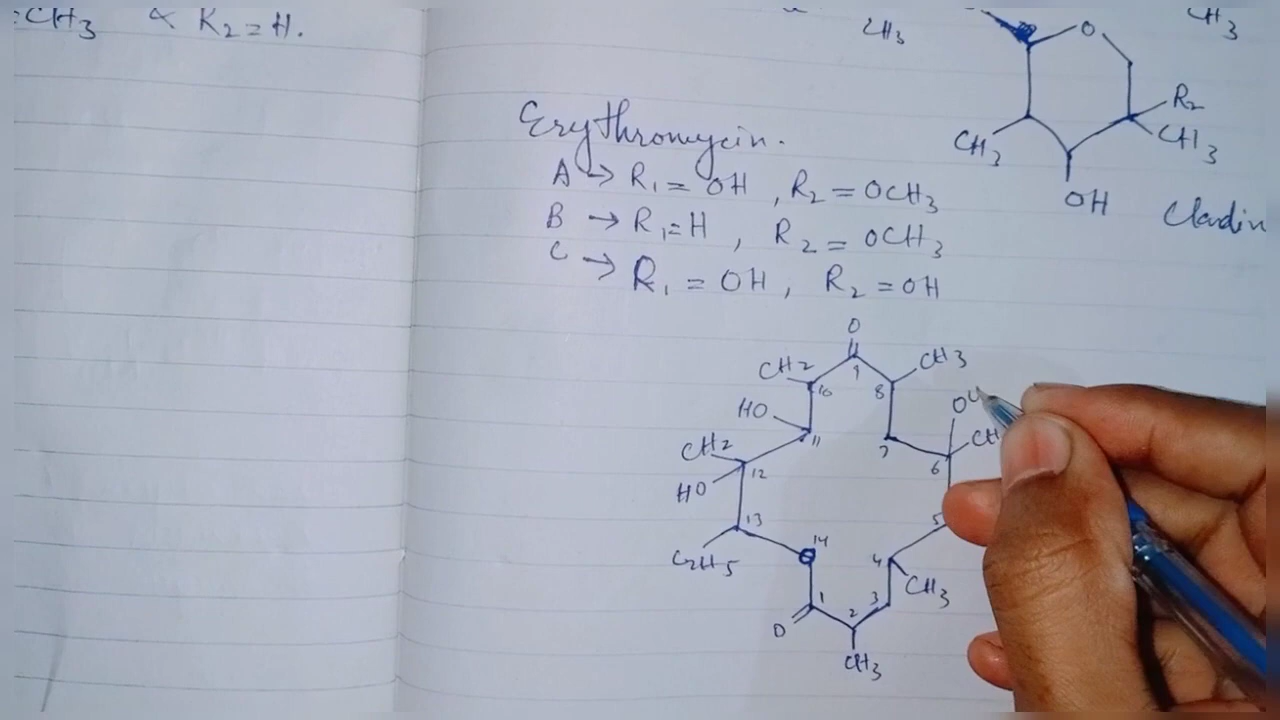 =CH3 & R2 = H.
CH3
O
CH3
R2
CH3
CH3
OH
Cladin
Erythromycin.
A → R1 = OH, R2 = OCH3
B → R1=H, R2 = OCH3
C → R1 = OH, R2 = OH
O
CH2 10 9 8 CH3
HO 11 7 6 O
CH
CH2 12
HO
5
13
C2H5 14 4 CH3
1 2 3
O
CH3